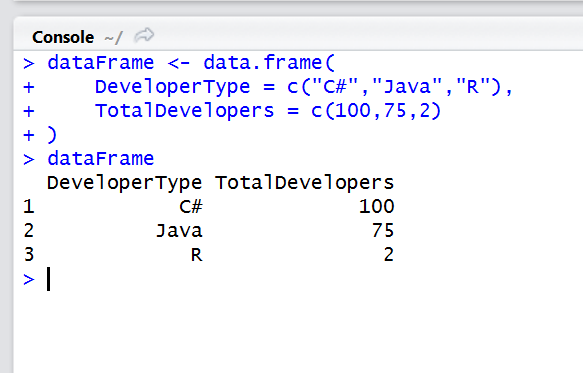 Console ~/
> dataFrame <- data.frame(
+     DeveloperType = c("C#","Java","R"),
+     TotalDevelopers = c(100,75,2)
+ )
> dataFrame
  DeveloperType TotalDevelopers
1            C#             100
2          Java              75
3             R               2
>